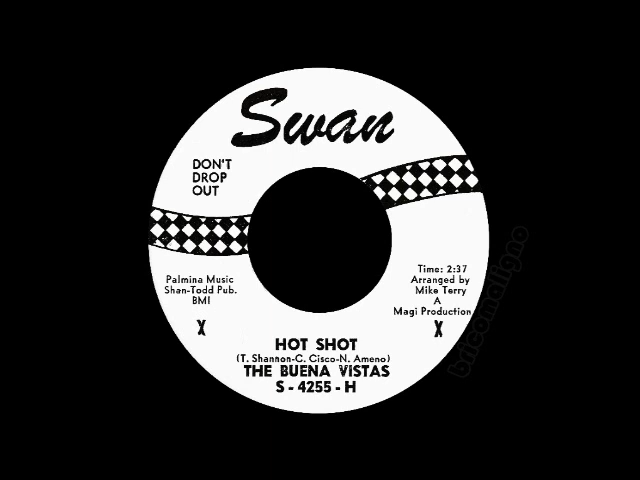 Swan
DON'T
DROP
OUT
Palmina Music
Shan-Todd Pub.
BMI
X
Time: 2:37
Arranged by
Mike Terry
A
Magi Production
X
HOT SHOT
(T. Shannon-C. Cisco-N. Ameno)
THE BUENA VISTAS
S - 4255 - H
bricomaligno